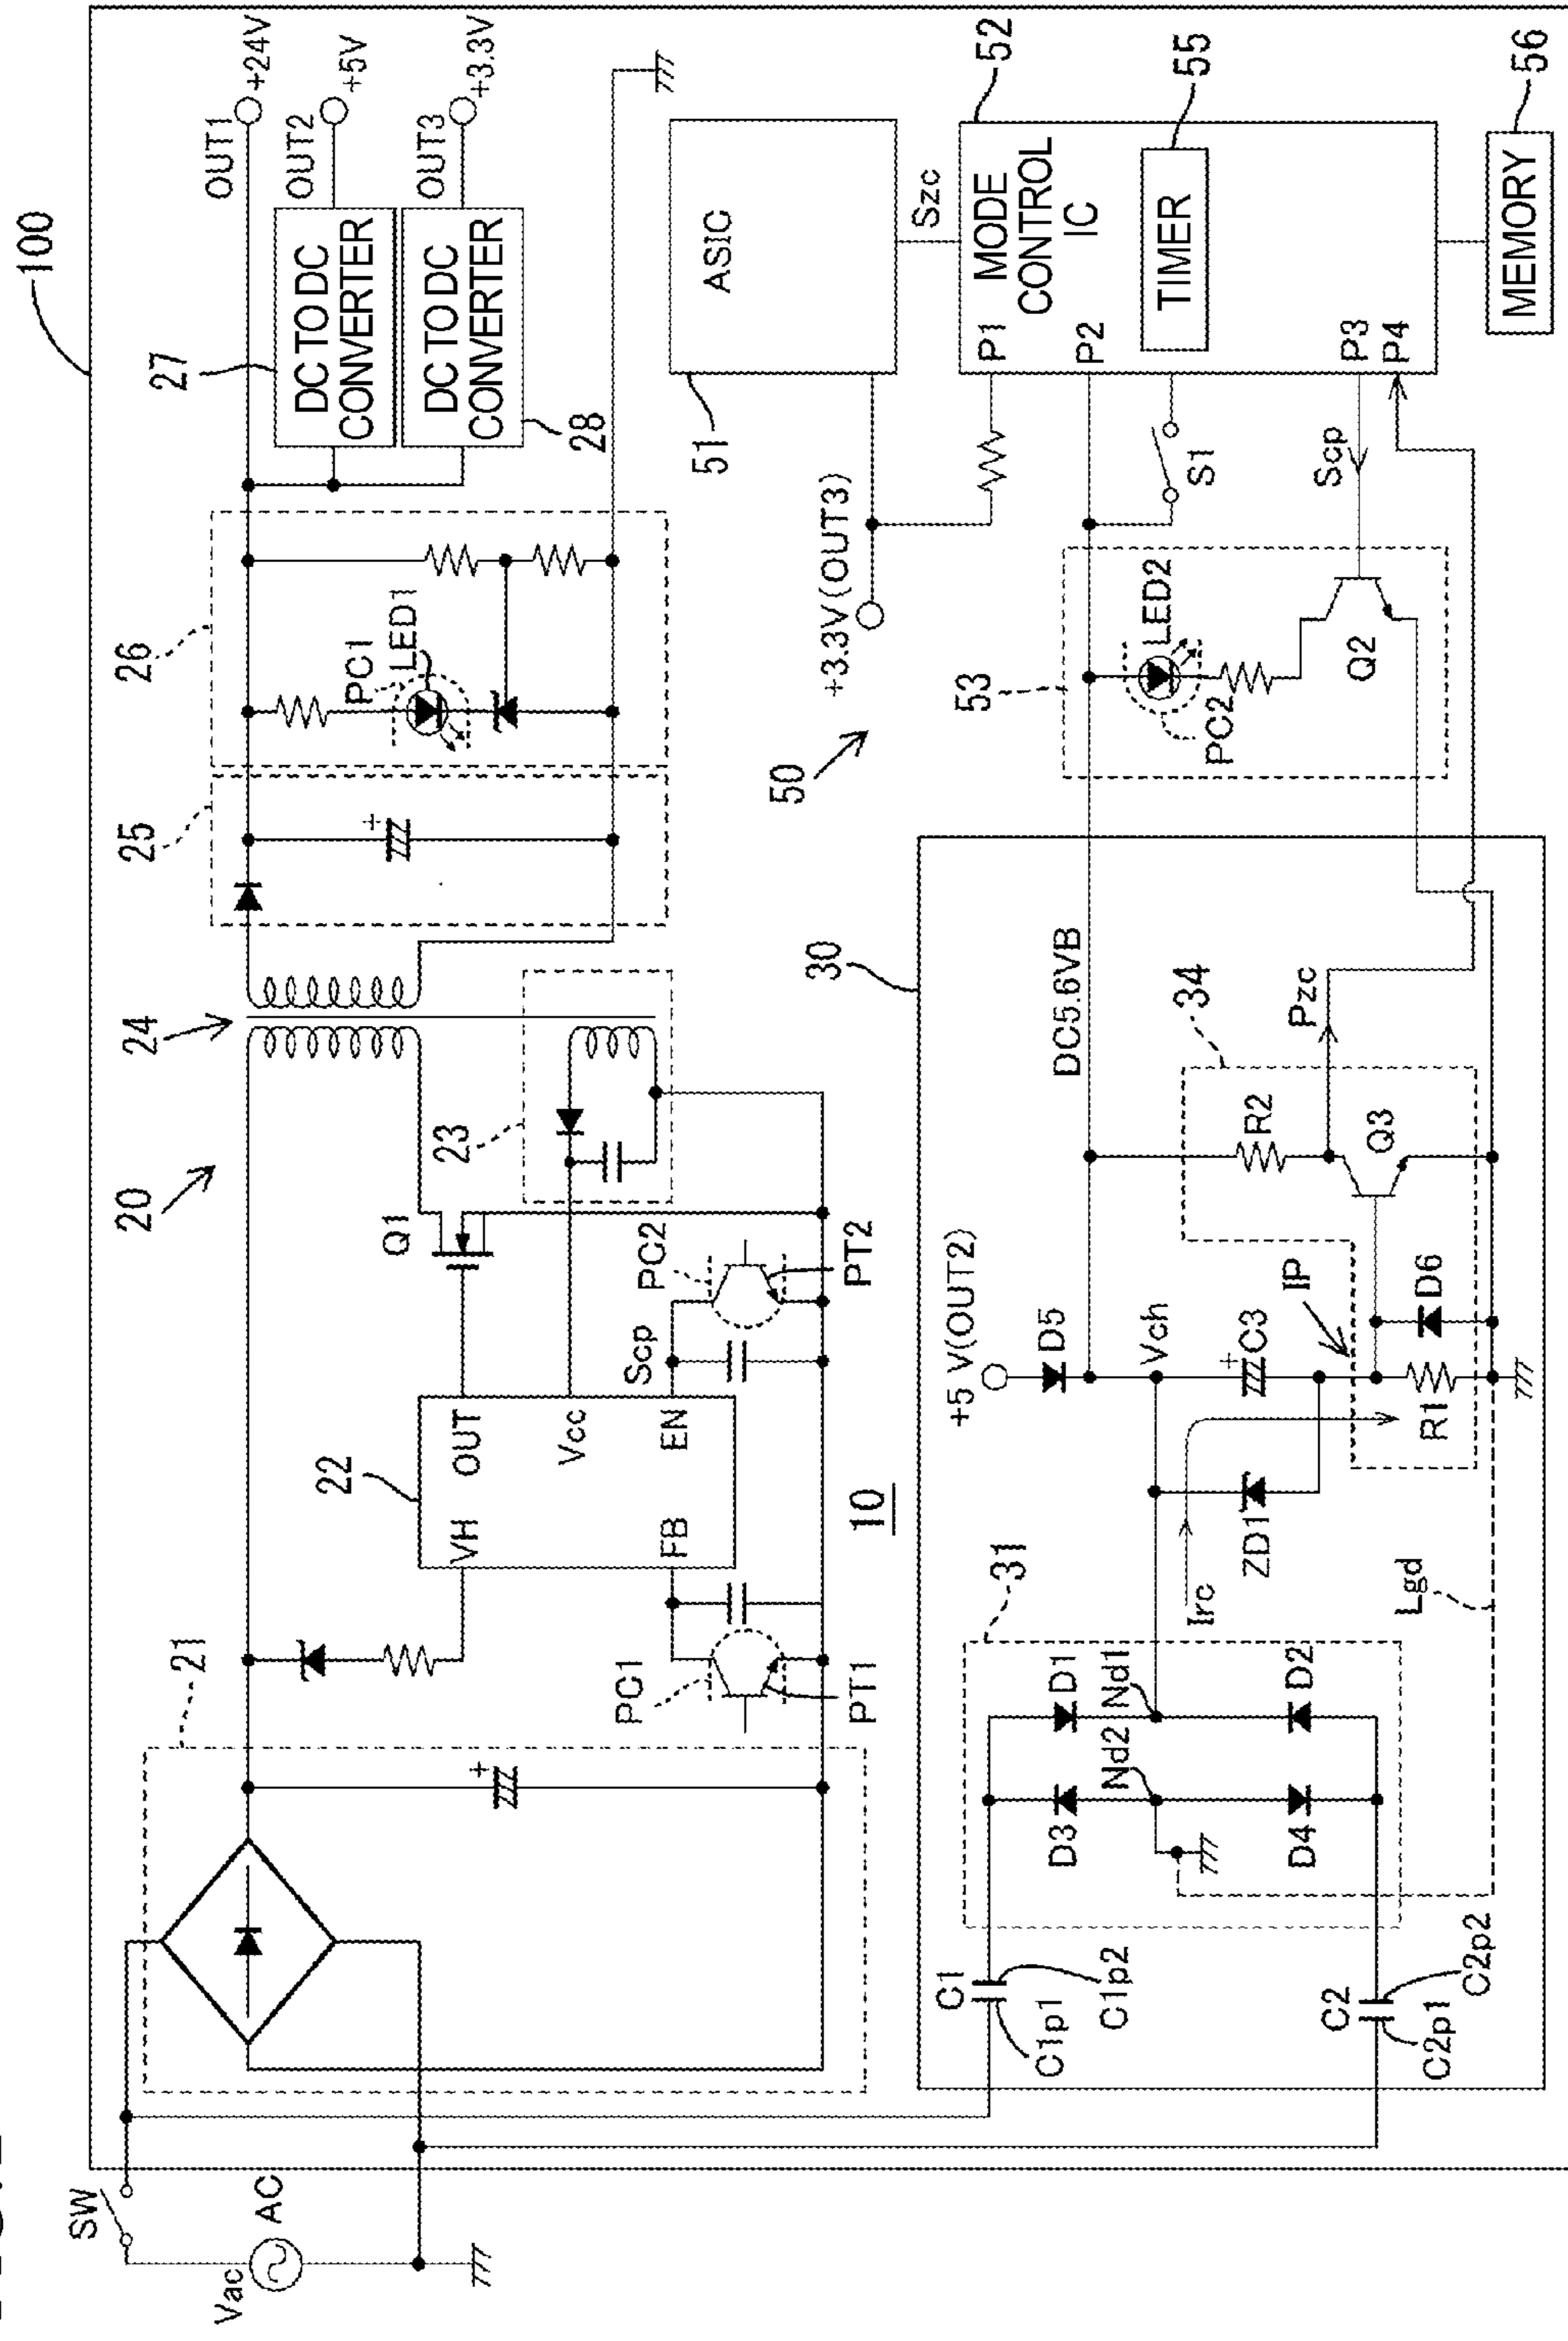 100
OUT1
+24V
OUT2
+5V
OUT3
+3.3V
27
DC TO DC
CONVERTER
DC TO DC
CONVERTER
28
26
PC1
LED1
25
24
20
23
Q1
22
VH
OUT
Vcc
FB
EN
Scp
PC2
PT2
PC1
PT1
21
10
SW
Vac
AC
50
51
ASIC
+3.3V(OUT3)
Szc
52
MODE
CONTROL
IC
P1
P2
P3
P4
TIMER
55
MEMORY
56
S1
Scp
53
LED2
PC2
Q2
30
DC5.6VB
34
Pzc
R2
Q3
+5 V(OUT2)
D5
Vch
IP
C3
D6
R1
ZD1
Irc
Lgd
31
D1
Nd1
D2
D3
Nd2
D4
C1
C1p1
C1p2
C2
C2p1
C2p2